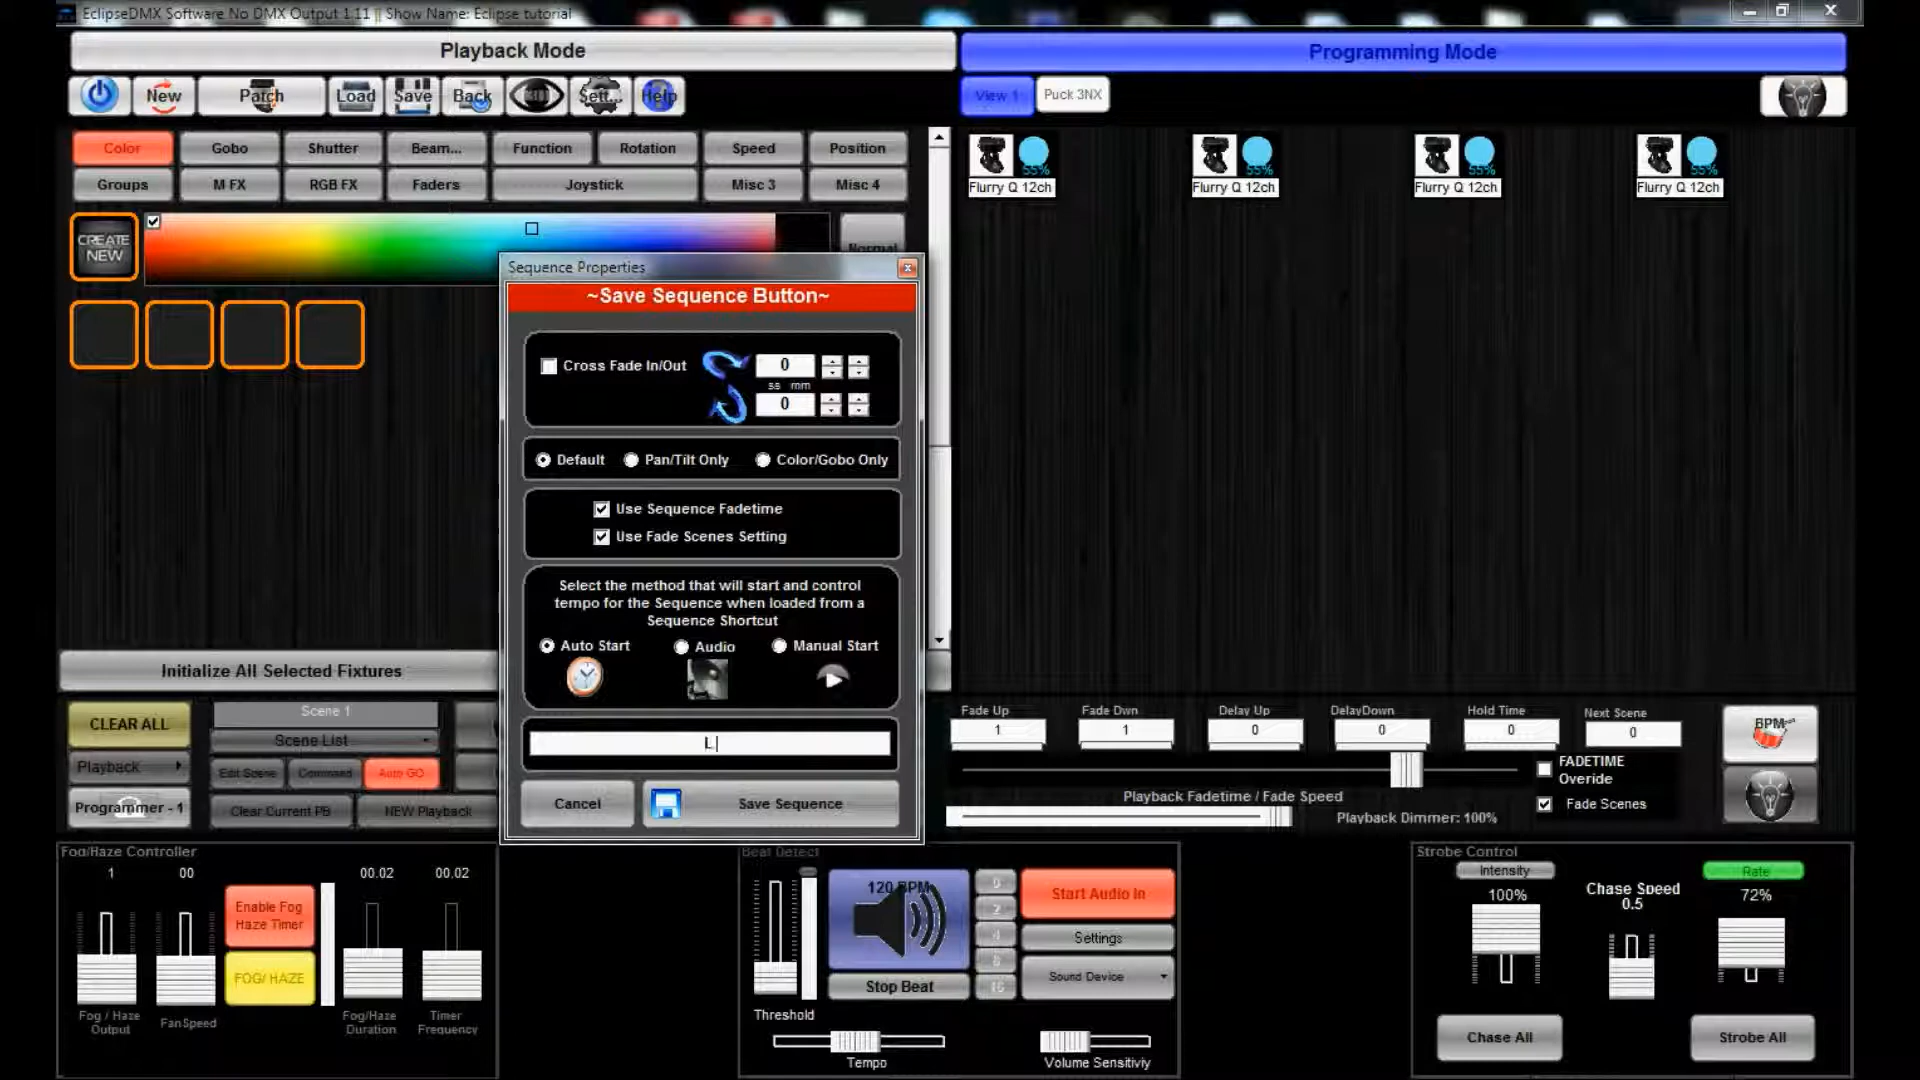 EclipseDMX Software No DMX Output 1.11 || Show Name: Eclipse tutorial
Playback Mode
Programming Mode
New
Patch
Load
Save
Back
Sett...
Help
View 1
Puck 3NX
Color
Gobo
Shutter
Beam...
Function
Rotation
Speed
Position
Groups
M FX
RGB FX
Faders
Joystick
Misc 3
Misc 4
CREATE
NEW
Normal
55%
55%
55%
55%
Flurry Q 12ch
Flurry Q 12ch
Flurry Q 12ch
Flurry Q 12ch
Sequence Properties
~Save Sequence Button~
Cross Fade In/Out
0
ss mm
0
Default
Pan/Tilt Only
Color/Gobo Only
Use Sequence Fadetime
Use Fade Scenes Setting
Select the method that will start and control
tempo for the Sequence when loaded from a
Sequence Shortcut
Auto Start
Audio
Manual Start
L
Cancel
Save Sequence
Initialize All Selected Fixtures
CLEAR ALL
Scene 1
Scene List
Playback
Edit Scene
Command
Auto GO
Programmer - 1
Clear Current PB
NEW Playback
Fade Up
1
Fade Dwn
1
Delay Up
0
DelayDown
0
Hold Time
0
Next Scene
0
BPM
FADETIME
Overide
Fade Scenes
Playback Fadetime / Fade Speed
Playback Dimmer: 100%
Fog/Haze Controller
1
00
00.02
00.02
Enable Fog
Haze Timer
FOG/ HAZE
Fog / Haze
Output
FanSpeed
Fog/Haze
Duration
Timer
Frequency
Beat Detect
120 BPM
Stop Beat
Threshold
Tempo
Start Audio In
Settings
Sound Device
Volume Sensitiviy
Strobe Control
Intensity
100%
Chase Speed
0.5
Rate
72%
Chase All
Strobe All